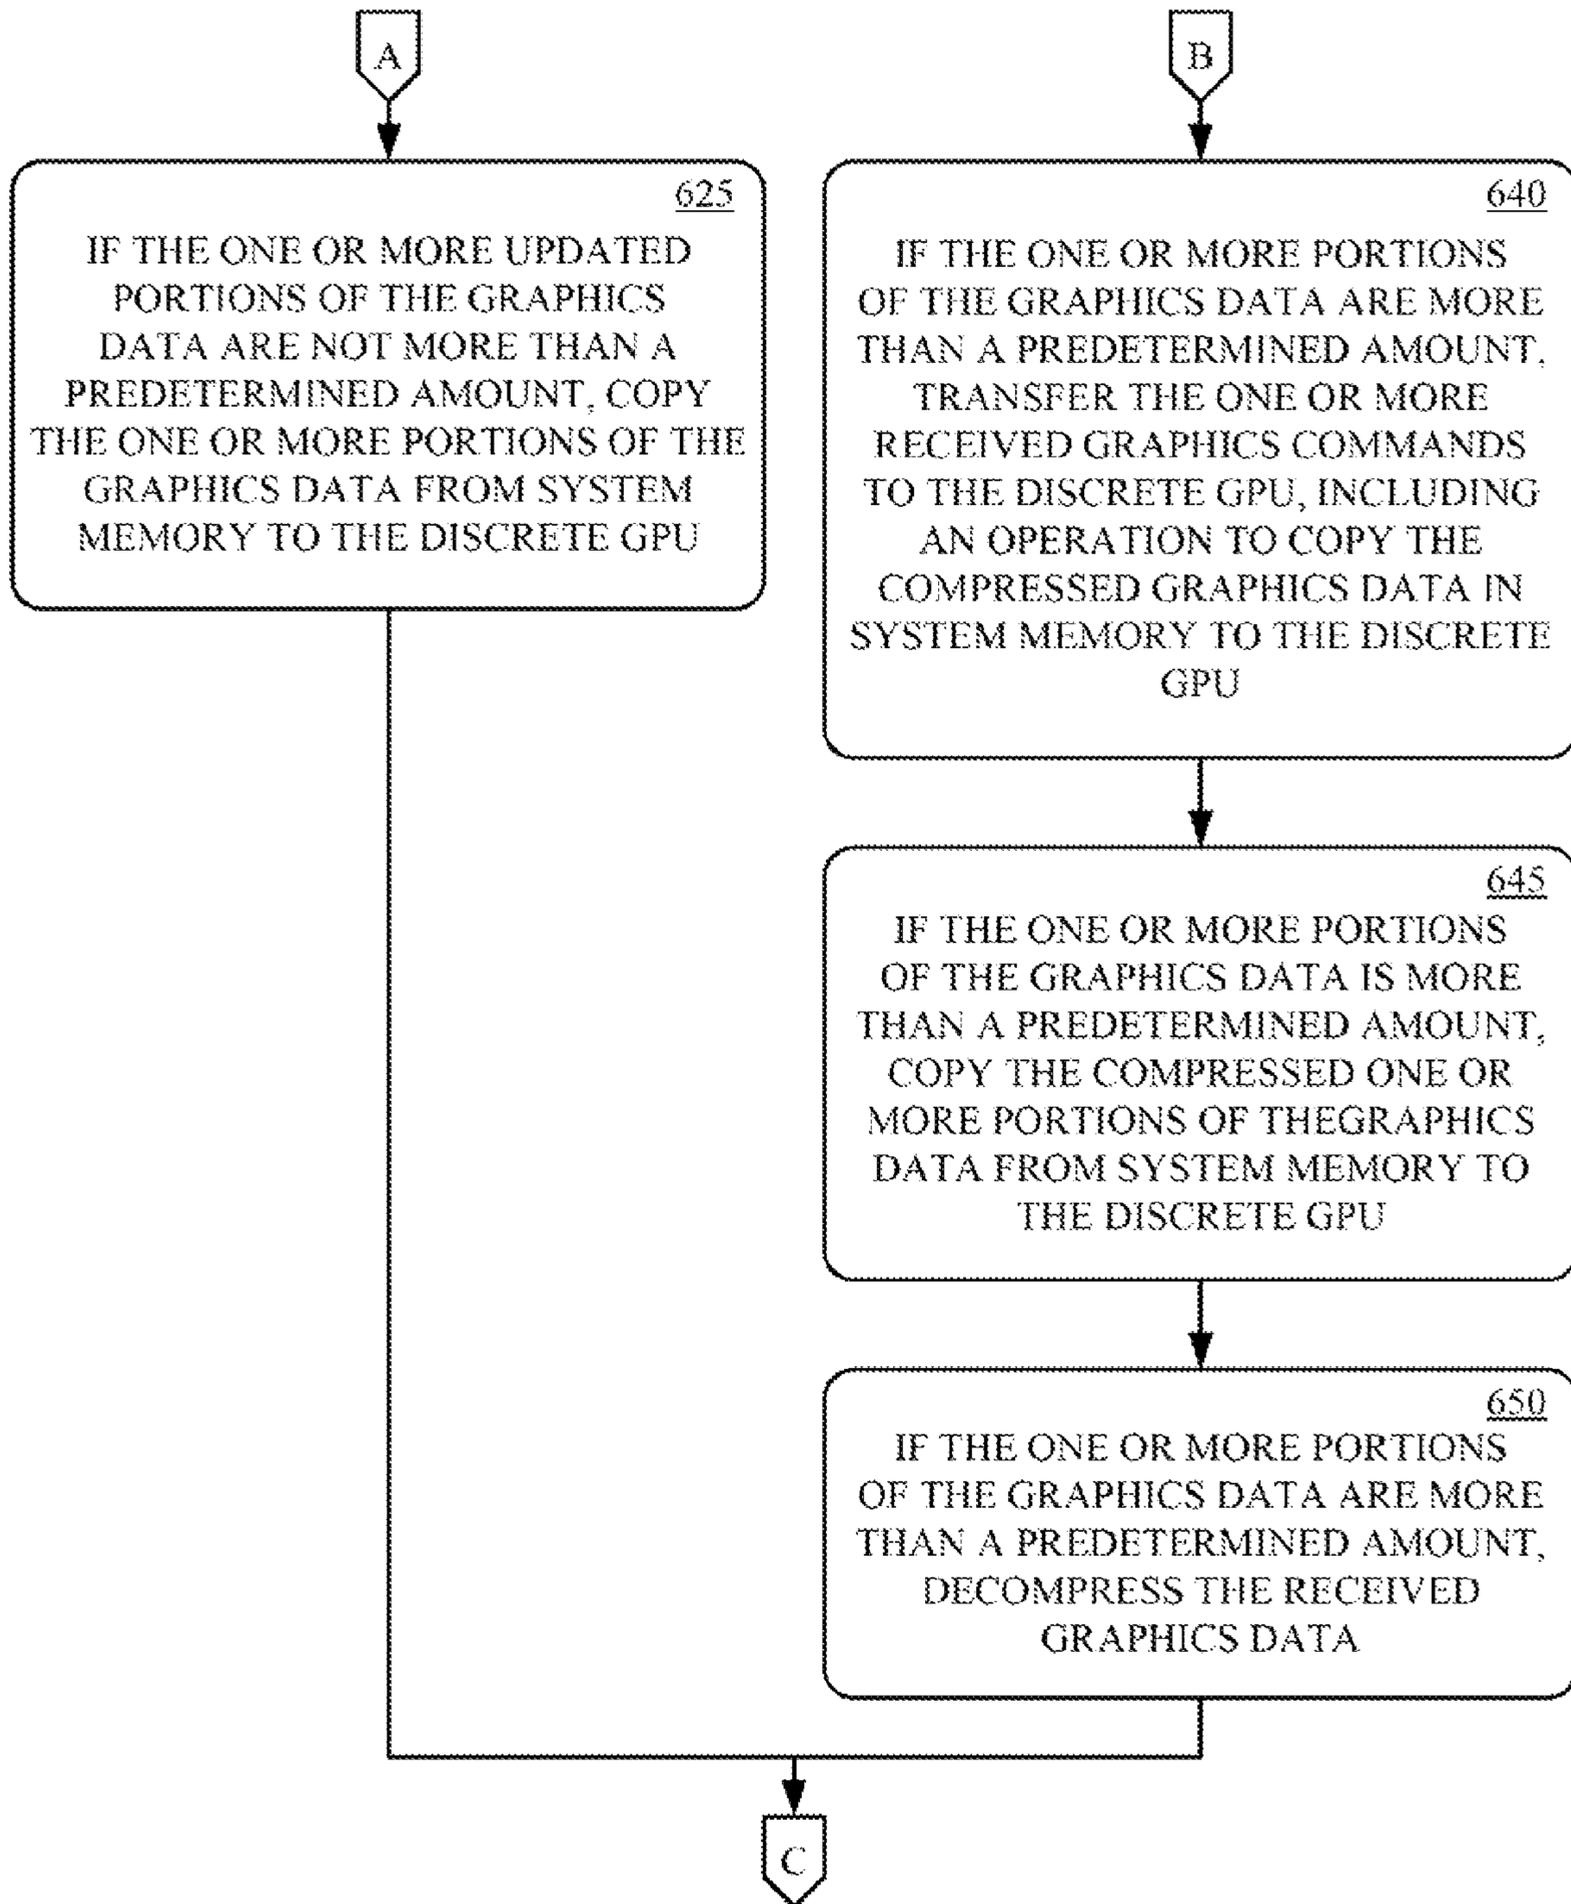 A
B
625
IF THE ONE OR MORE UPDATED
PORTIONS OF THE GRAPHICS
DATA ARE NOT MORE THAN A
PREDETERMINED AMOUNT, COPY
THE ONE OR MORE PORTIONS OF THE
GRAPHICS DATA FROM SYSTEM
MEMORY TO THE DISCRETE GPU
640
IF THE ONE OR MORE PORTIONS
OF THE GRAPHICS DATA ARE MORE
THAN A PREDETERMINED AMOUNT,
TRANSFER THE ONE OR MORE
RECEIVED GRAPHICS COMMANDS
TO THE DISCRETE GPU, INCLUDING
AN OPERATION TO COPY THE
COMPRESSED GRAPHICS DATA IN
SYSTEM MEMORY TO THE DISCRETE
GPU
645
IF THE ONE OR MORE PORTIONS
OF THE GRAPHICS DATA IS MORE
THAN A PREDETERMINED AMOUNT,
COPY THE COMPRESSED ONE OR
MORE PORTIONS OF THEGRAPHICS
DATA FROM SYSTEM MEMORY TO
THE DISCRETE GPU
650
IF THE ONE OR MORE PORTIONS
OF THE GRAPHICS DATA ARE MORE
THAN A PREDETERMINED AMOUNT,
DECOMPRESS THE RECEIVED
GRAPHICS DATA
C